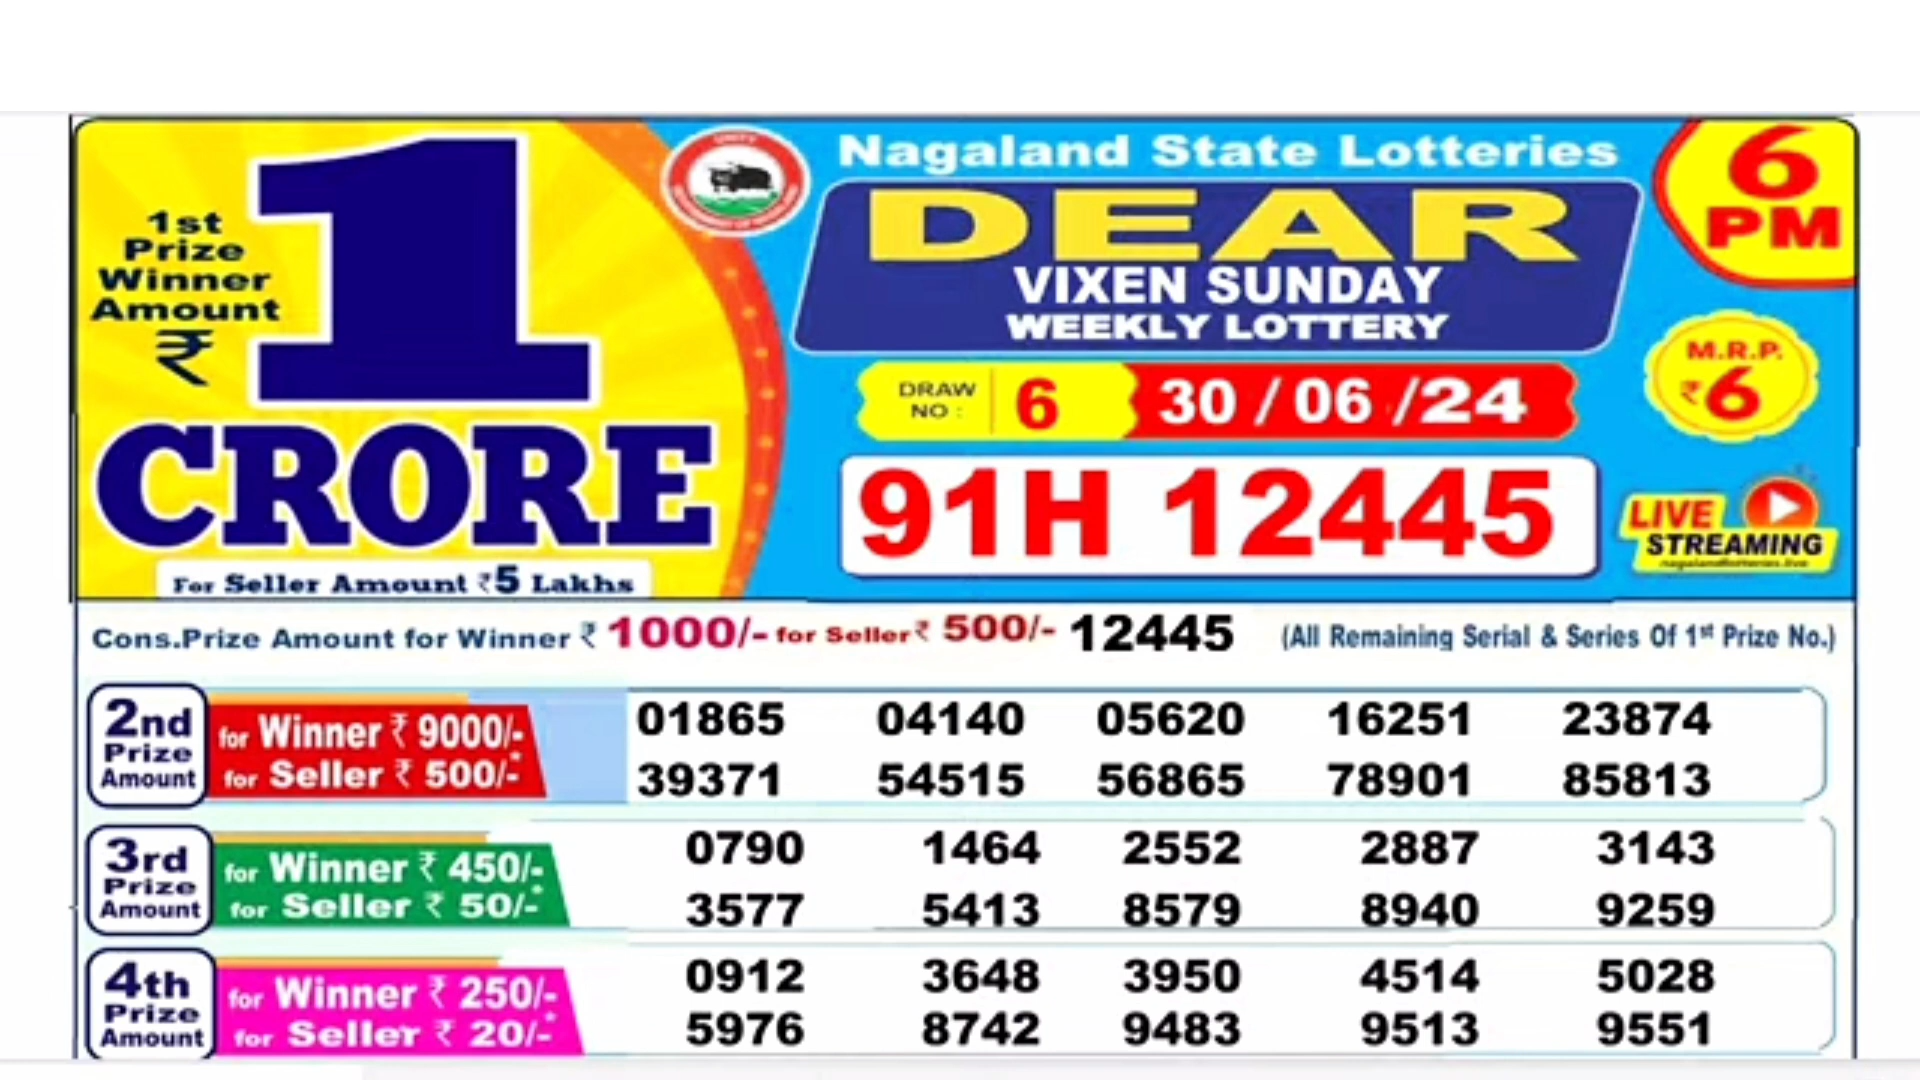 Nagaland State Lotteries
6
PM
1st
Prize
Winner
Amount
₹
1
CRORE
For Seller Amount ₹5 Lakhs
DEAR
VIXEN SUNDAY
WEEKLY LOTTERY
M.R.P.
₹6
DRAW
NO :
6
30 / 06 /24
91H 12445
LIVE
STREAMING
nagalandlotteries.live
Cons.Prize Amount for Winner ₹ 1000/- for Seller ₹ 500/- 12445 (All Remaining Serial & Series Of 1st Prize No.)
2nd
Prize
Amount
for Winner ₹ 9000/-
for Seller ₹ 500/-*
01865 04140 05620 16251 23874
39371 54515 56865 78901 85813
3rd
Prize
Amount
for Winner ₹ 450/-
for Seller ₹ 50/-*
0790 1464 2552 2887 3143
3577 5413 8579 8940 9259
4th
Prize
Amount
for Winner ₹ 250/-
for Seller ₹ 20/-*
0912 3648 3950 4514 5028
5976 8742 9483 9513 9551